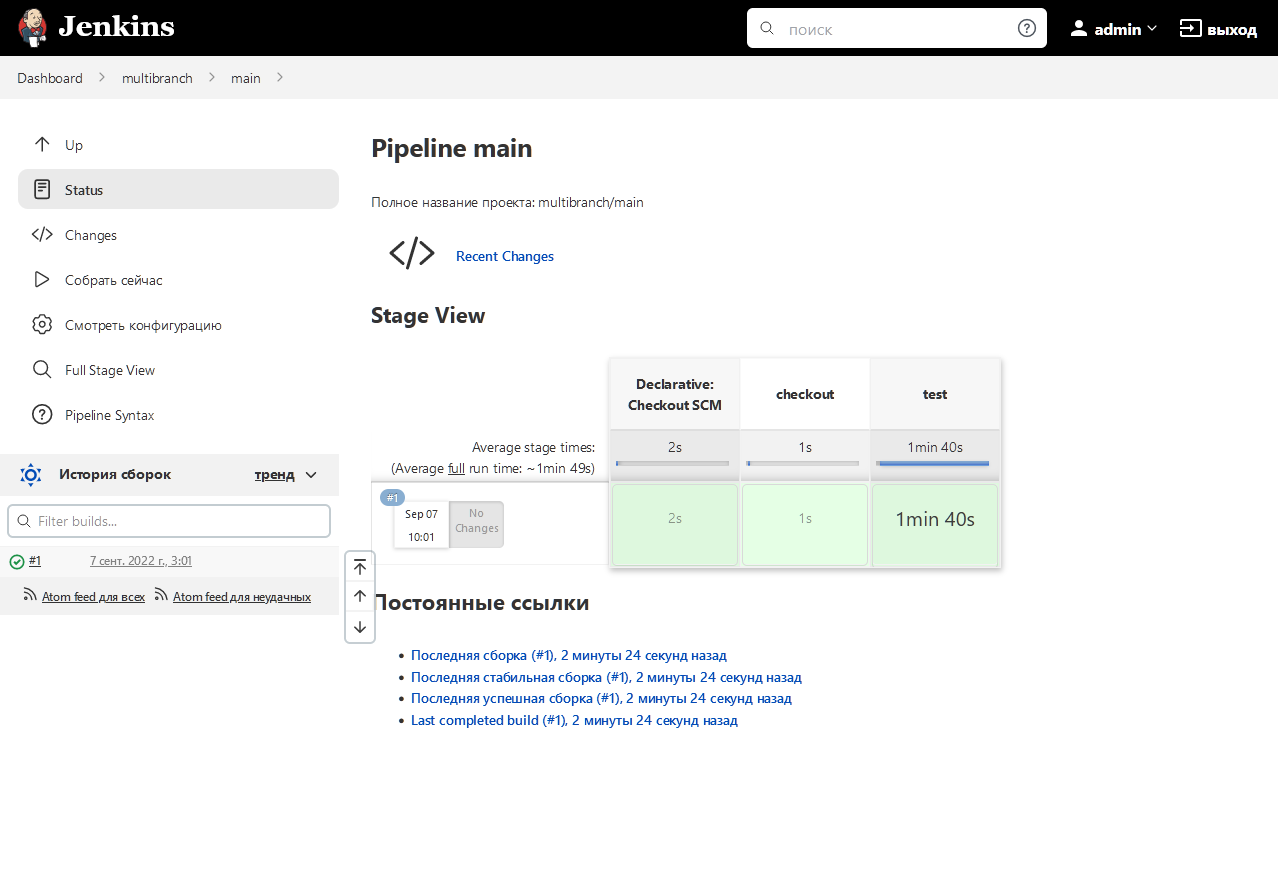 Jenkins
поиск
admin
выход
Dashboard
multibranch
main
Up
Status
Changes
Собрать сейчас
Смотреть конфигурацию
Full Stage View
Pipeline Syntax
История сборок
тренд
Filter builds...
#1
7 сент. 2022 г., 3:01
Atom feed для всех
Atom feed для неудачных
Pipeline main
Полное название проекта: multibranch/main
Recent Changes
Stage View
Declarative:
Checkout SCM
checkout
test
Average stage times:
(Average full run time: ~1min 49s)
2s
1s
1min 40s
#1
Sep 07
10:01
No
Changes
2s
1s
1min 40s
Постоянные ссылки
Последняя сборка (#1), 2 минуты 24 секунд назад
Последняя стабильная сборка (#1), 2 минуты 24 секунд назад
Последняя успешная сборка (#1), 2 минуты 24 секунд назад
Last completed build (#1), 2 минуты 24 секунд назад